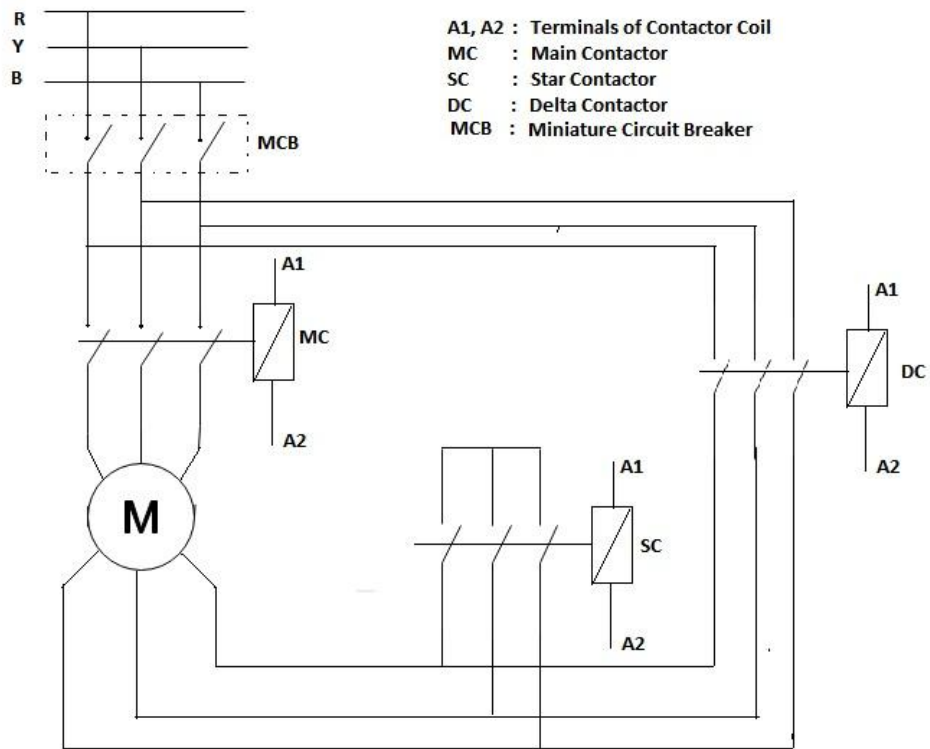 R
Y
B
A1, A2 : Terminals of Contactor Coil
MC : Main Contactor
SC : Star Contactor
DC : Delta Contactor
MCB : Miniature Circuit Breaker
MCB
A1
MC
A2
A1
DC
A2
A1
SC
A2
M